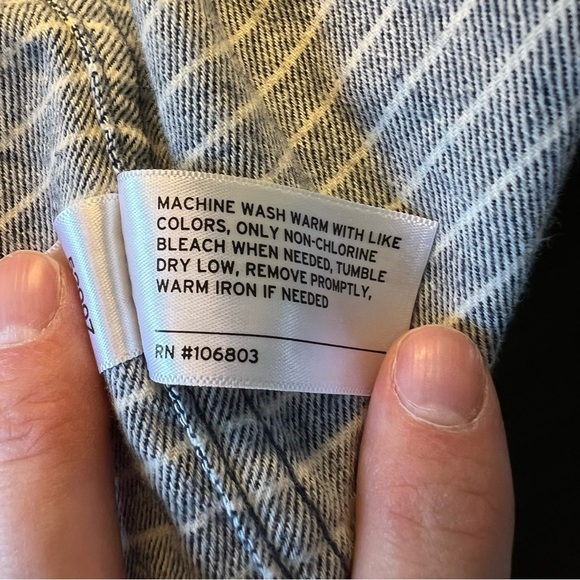 MACHINE WASH WARM WITH LIKE
COLORS, ONLY NON-CHLORINE
BLEACH WHEN NEEDED, TUMBLE
DRY LOW, REMOVE PROMPTLY,
WARM IRON IF NEEDED
RN #106803